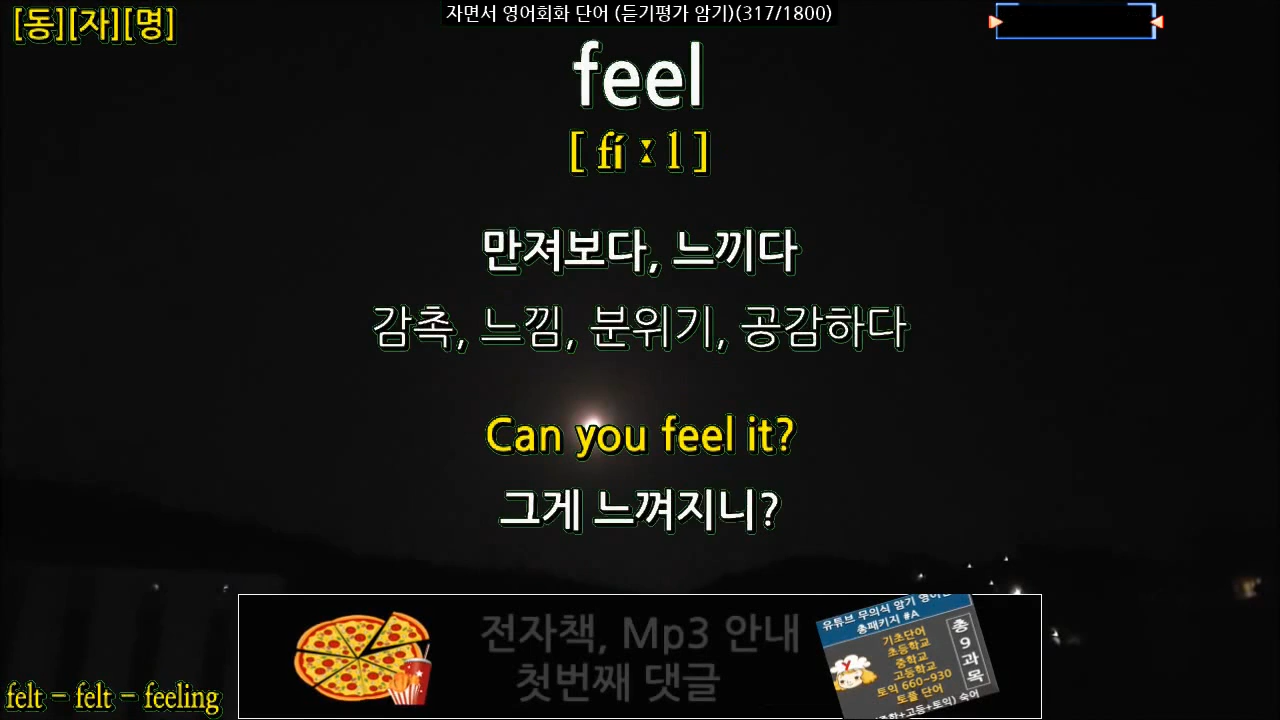 [동][자][명]
자면서 영어회화 단어 (듣기평가 암기)(317/1800)
feel
[ fíːl ]
만져보다, 느끼다
감촉, 느낌, 분위기, 공감하다
Can you feel it?
그게 느껴지니?
전자책, Mp3 안내
첫번째 댓글
유튜브 무의식 암기
총패키지 #A
기초단어
초등학교
중학교
고등학교
토익 660~930
토플 단어
숙어
총
9
과
목
felt - felt - feeling